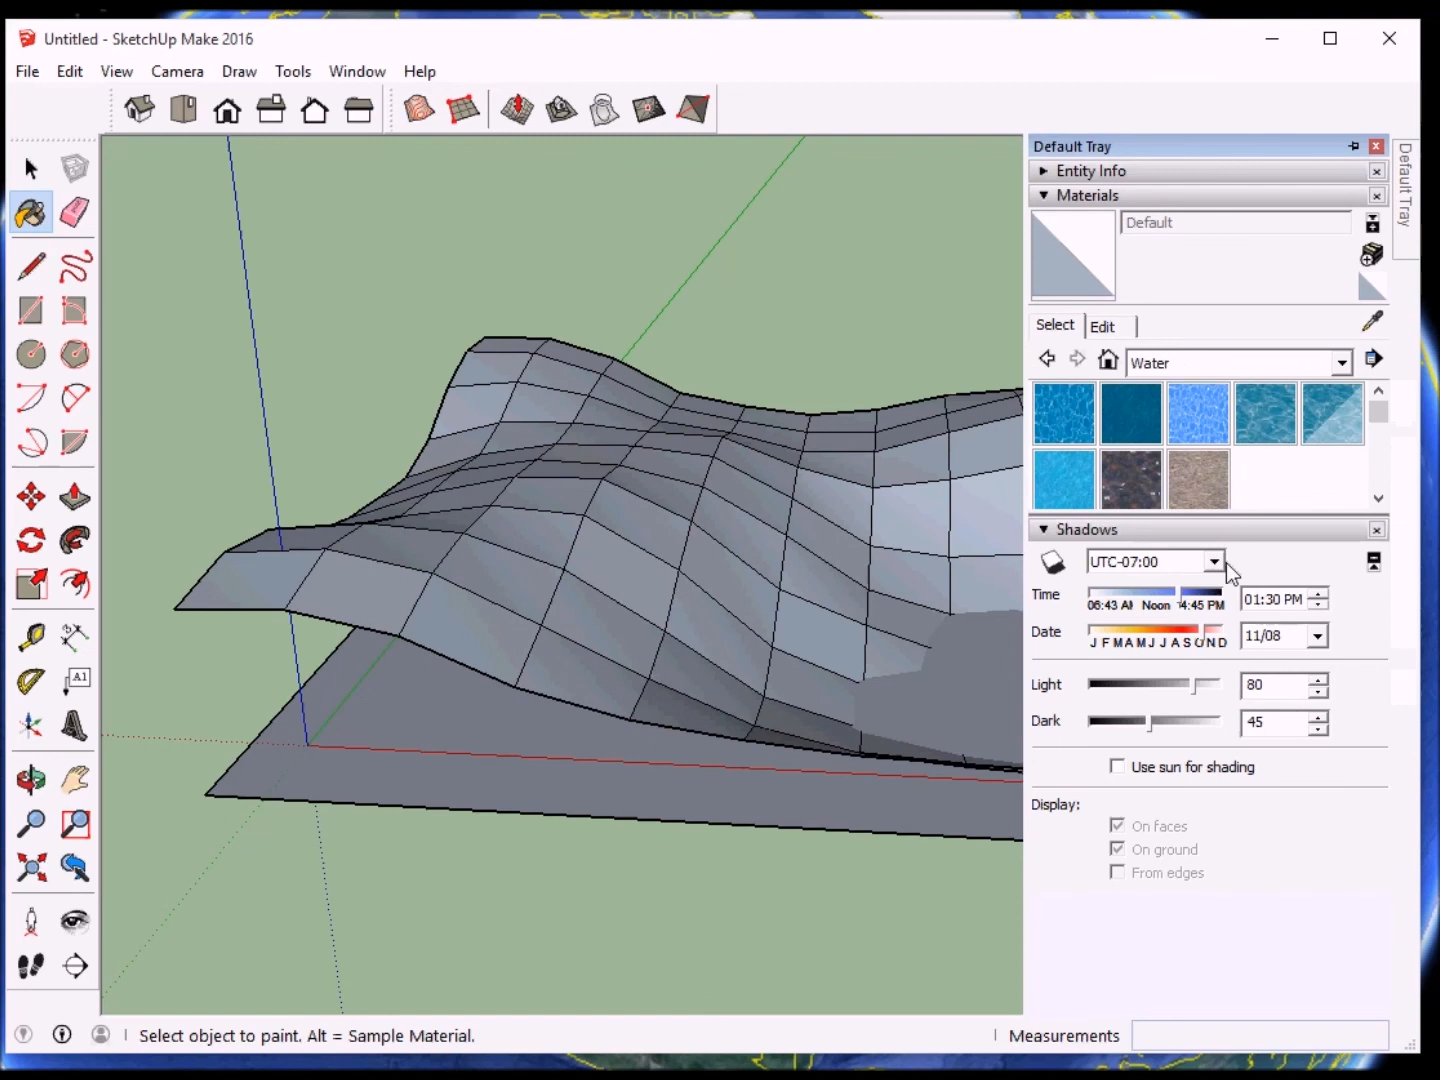 Untitled - SketchUp Make 2016
File Edit View Camera Draw Tools Window Help
Default Tray
Default Tray
Entity Info
Materials
Default
Select Edit
Water
Shadows
UTC-07:00
Time
06:43 AM Noon 4:45 PM
01:30 PM
Date
J F M A M J J A S O N D
11/08
Light 80
Dark 45
Use sun for shading
Display:
On faces
On ground
From edges
A1
Select object to paint. Alt = Sample Material.
Measurements